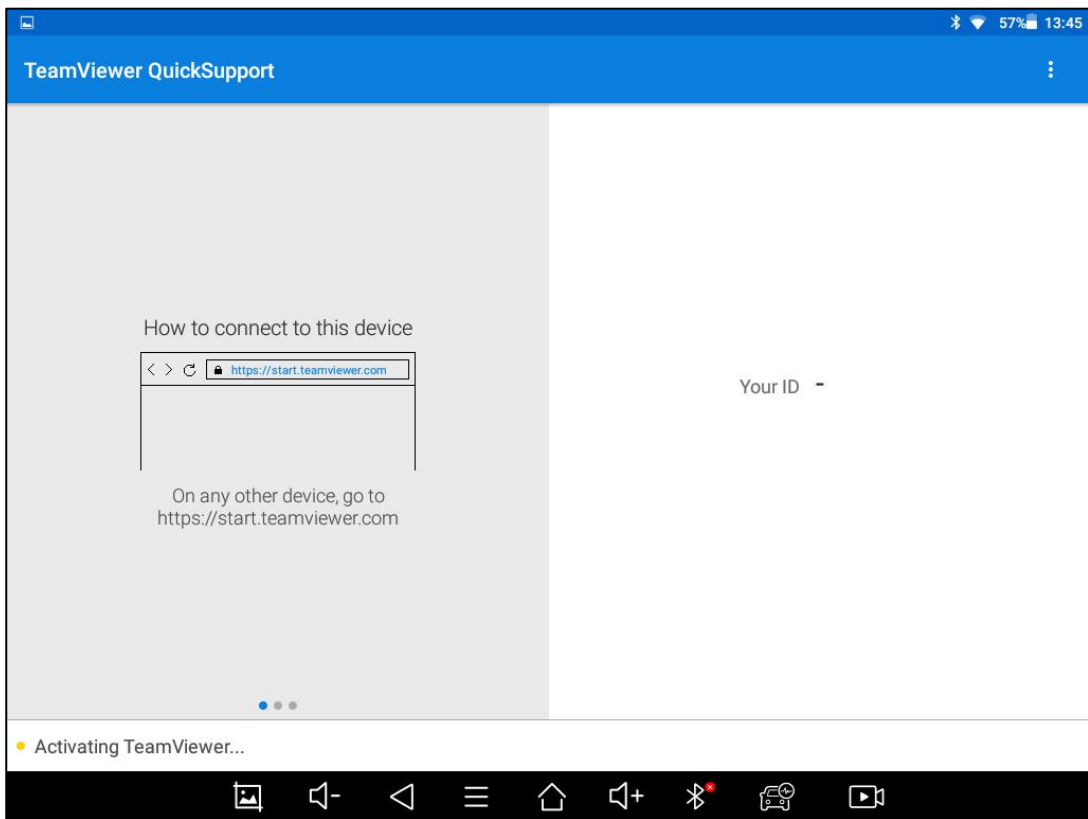 57% 13:45
TeamViewer QuickSupport
How to connect to this device
https://start.teamviewer.com
On any other device, go to
https://start.teamviewer.com
Your ID -
Activating TeamViewer...